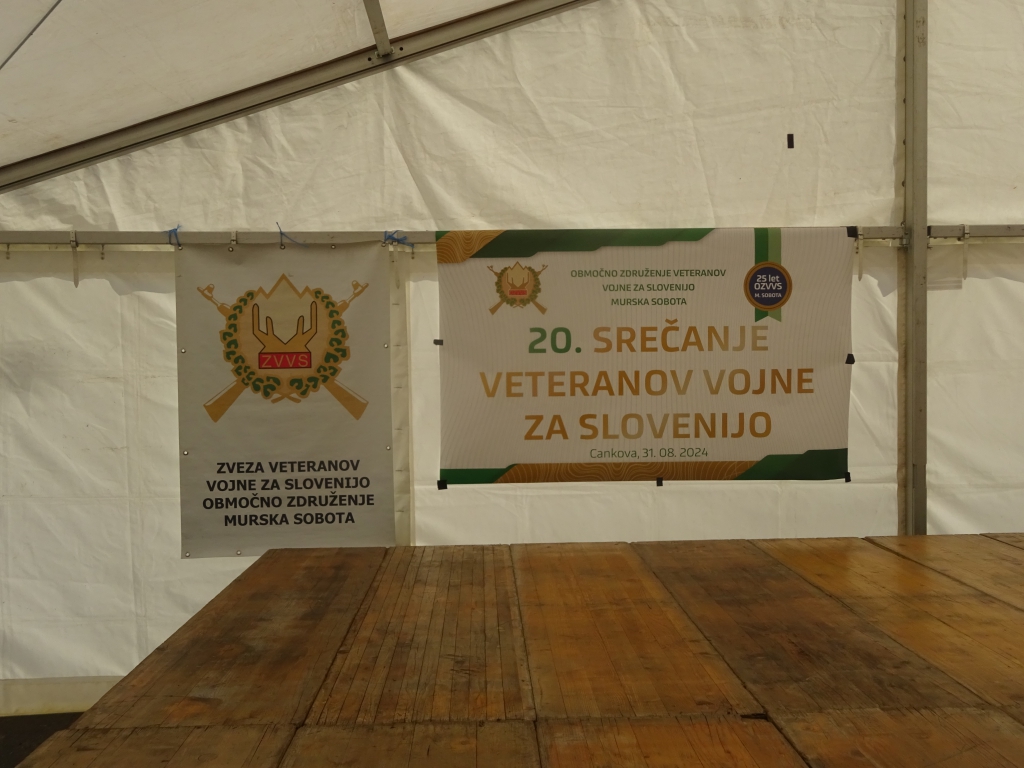 ZVVS
ZVEZA VETERANOV
VOJNE ZA SLOVENIJO
OBMOČNO ZDRUŽENJE
MURSKA SOBOTA
OBMOČNO ZDRUŽENJE VETERANOV
VOJNE ZA SLOVENIJO
MURSKA SOBOTA
25 let
OZVVS
M. SOBOTA
20. SREČANJE
VETERANOV VOJNE
ZA SLOVENIJO
Cankova, 31. 08. 2024